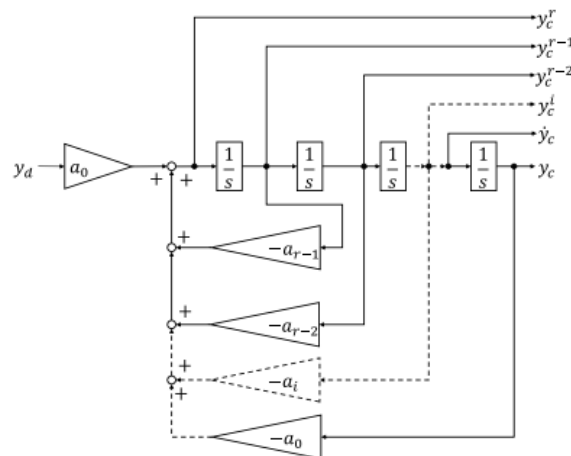 y_c^r
y_c^{r-1}
y_c^{r-2}
y_c^i
ẏ_c
y_d a_0 + + 1/s 1/s 1/s 1/s y_c
+ -a_{r-1}
+ -a_{r-2}
+ + -a_i
-a_0